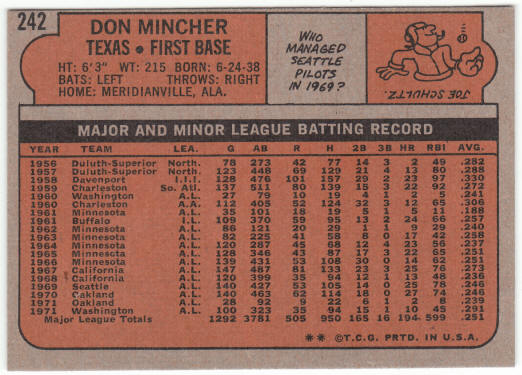 242
DON MINCHER
TEXAS • FIRST BASE
HT: 6'3" WT: 215 BORN: 6-24-38
BATS: LEFT THROWS: RIGHT
HOME: MERIDIANVILLE, ALA.
WHO
MANAGED
SEATTLE
PILOTS
IN 1969?
JOE SCHULTZ.
MAJOR AND MINOR LEAGUE BATTING RECORD
YEAR TEAM LEA. G AB R H 2B 3B HR RBI AVG.
1956 Duluth-Superior North. 78 273 42 77 14 3 2 49 .282
1957 Duluth-Superior North. 123 448 69 129 21 4 13 80 .288
1958 Davenport I.I.I. 128 476 101 157 29 2 23 97 .330
1959 Charleston So. Atl. 137 511 80 139 15 3 22 92 .272
1960 Washington A.L. 27 79 10 19 4 1 2 5 .241
1960 Charleston A.A. 112 405 52 124 32 3 12 65 .306
1961 Minnesota A.L. 35 101 18 19 5 1 5 11 .188
1961 Buffalo I.L. 109 370 59 95 13 2 24 66 .257
1962 Minnesota A.L. 86 121 20 29 1 1 9 29 .240
1963 Minnesota A.L. 82 225 41 58 8 0 17 42 .258
1964 Minnesota A.L. 120 287 45 68 12 4 23 56 .237
1965 Minnesota A.L. 128 346 43 87 17 3 22 65 .251
1966 Minnesota A.L. 139 431 53 108 30 0 14 62 .251
1967 California A.L. 147 487 81 133 23 3 25 76 .273
1968 California A.L. 120 399 35 94 12 1 13 48 .236
1969 Seattle A.L. 140 427 53 105 14 0 25 78 .246
1970 Oakland A.L. 140 463 62 114 18 0 27 74 .246
1971 Oakland A.L. 28 92 9 22 6 1 2 8 .239
1971 Washington A.L. 100 323 35 94 15 1 10 45 .291
Major League Totals 1292 3781 505 950 165 16 194 599 .251
** ©T.C.G. PRTD. IN U.S.A.